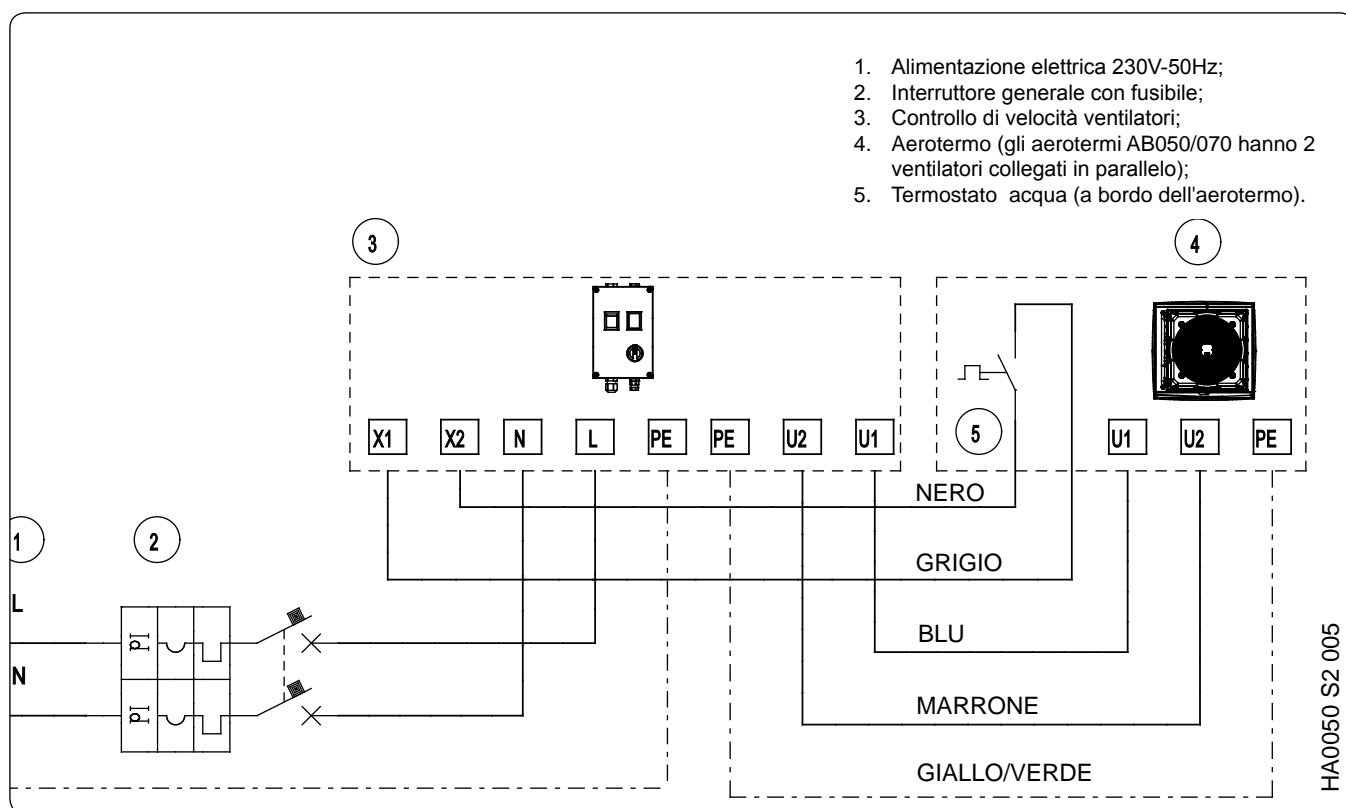 1. Alimentazione elettrica 230V-50Hz;
2. Interruttore generale con fusibile;
3. Controllo di velocità ventilatori;
4. Aerotermo (gli aerotermi AB050/070 hanno 2
ventilatori collegati in parallelo);
5. Termostato acqua (a bordo dell'aerotermo).
3
4
5
X1 X2 N L PE PE U2 U1
U1 U2 PE
NERO
1
2
GRIGIO
L
PI
BLU
N
PI
MARRONE
GIALLO/VERDE
HA0050 S2 005